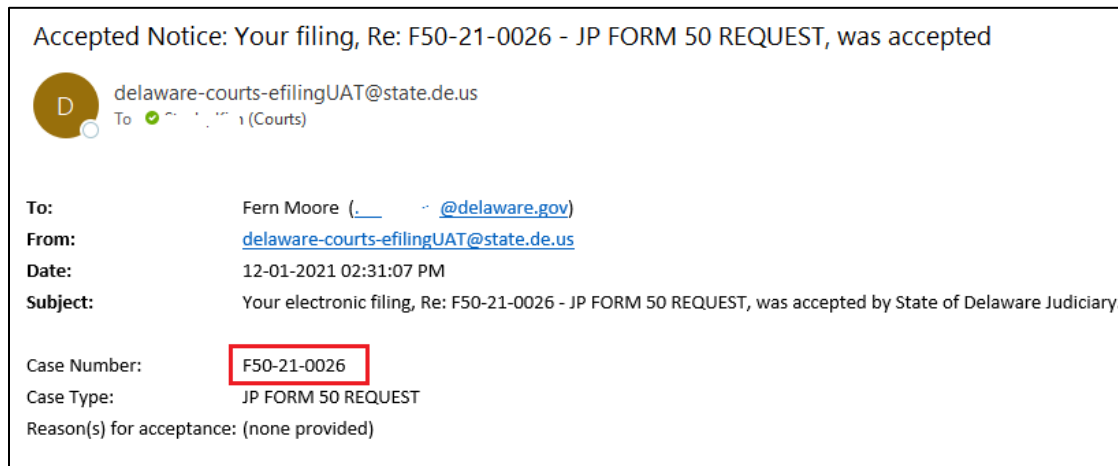 Accepted Notice: Your filing, Re: F50-21-0026 - JP FORM 50 REQUEST, was accepted
D
delaware-courts-efilingUAT@state.de.us
To (Courts)
To: Fern Moore ( @delaware.gov)
From: delaware-courts-efilingUAT@state.de.us
Date: 12-01-2021 02:31:07 PM
Subject: Your electronic filing, Re: F50-21-0026 - JP FORM 50 REQUEST, was accepted by State of Delaware Judiciary.
Case Number: F50-21-0026
Case Type: JP FORM 50 REQUEST
Reason(s) for acceptance: (none provided)